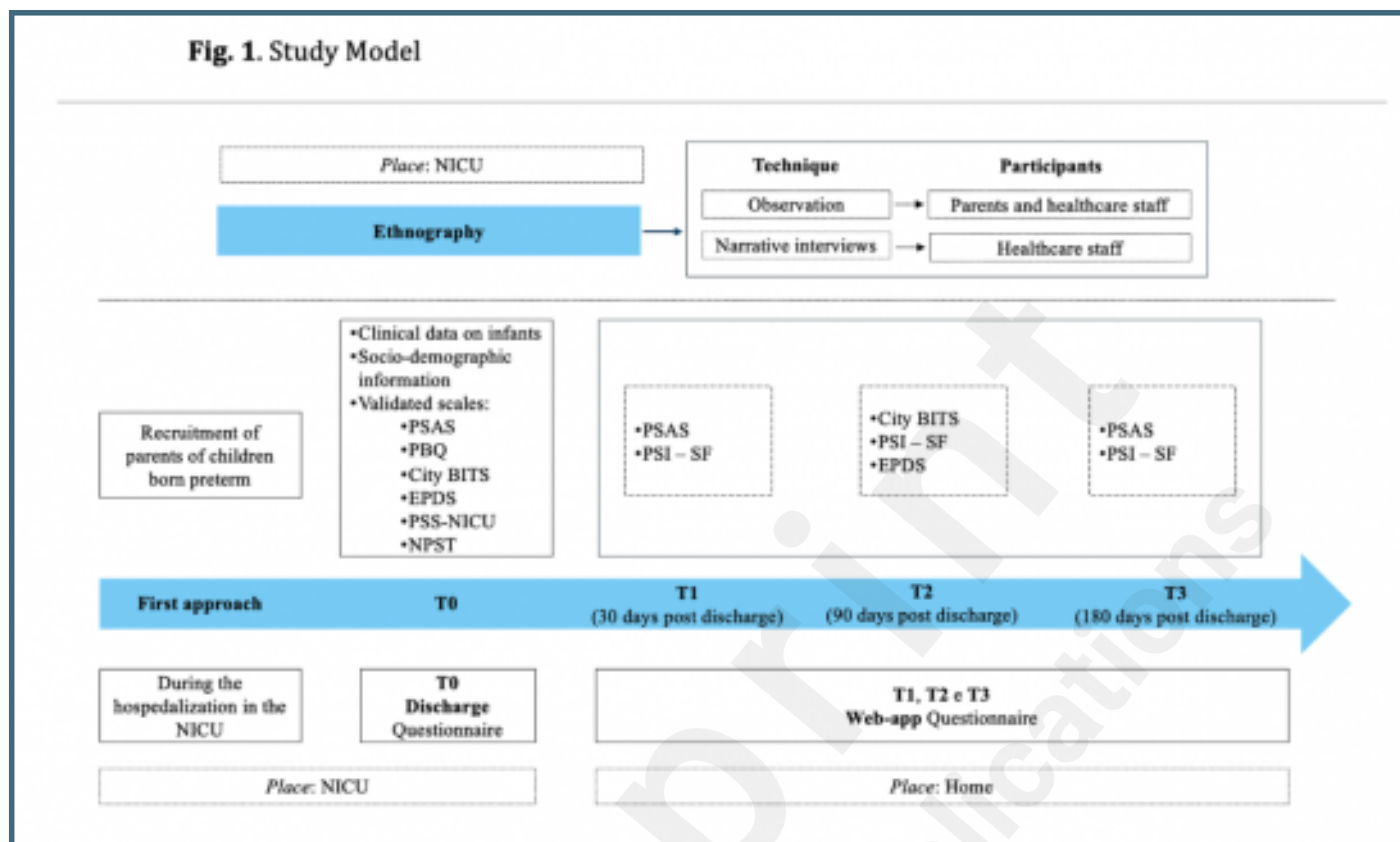 Fig. 1. Study Model
Place: NICU
Ethnography
Technique
Participants
Observation
Parents and healthcare staff
Narrative interviews
Healthcare staff
Recruitment of
parents of children
born preterm
•Clinical data on infants
•Socio-demographic
information
•Validated scales:
•PSAS
•PBQ
•City BITS
•EPDS
•PSS-NICU
•NPST
•PSAS
•PSI – SF
•City BITS
•PSI – SF
•EPDS
•PSAS
•PSI – SF
First approach
T0
T1
(30 days post discharge)
T2
(90 days post discharge)
T3
(180 days post discharge)
During the
hospedalization in the
NICU
T0
Discharge
Questionnaire
T1, T2 e T3
Web-app Questionnaire
Place: NICU
Place: Home
print
lications